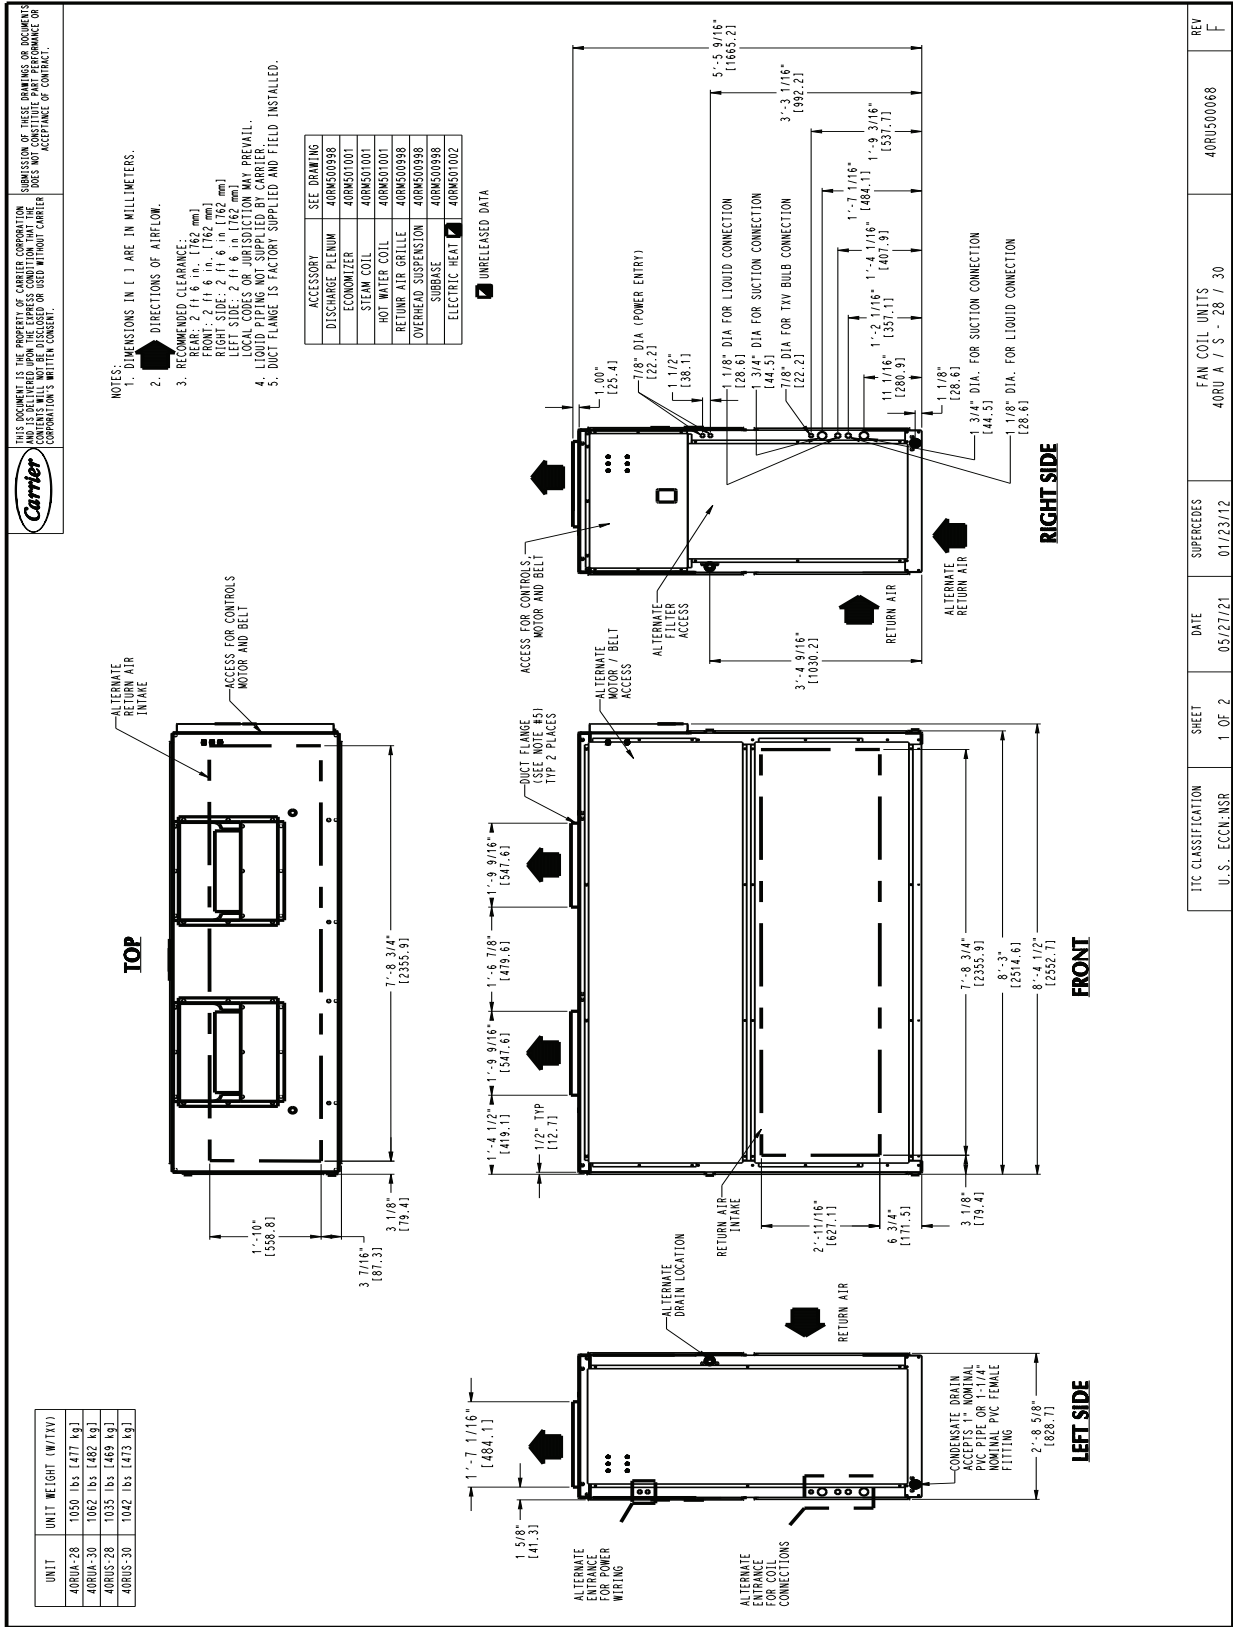 Carrier
THIS DOCUMENT IS THE PROPERTY OF CARRIER CORPORATION
AND IS DELIVERED UPON THE EXPRESS CONDITION THAT THE
CONTENTS WILL NOT BE DISCLOSED OR USED WITHOUT CARRIER
CORPORATION'S WRITTEN CONSENT.
SUBMISSION OF THESE DRAWINGS OR DOCUMENTS
DOES NOT CONSTITUTE PART PERFORMANCE OR
ACCEPTANCE OF CONTRACT.
UNIT UNIT WEIGHT (W/TXV)
40RUA-28 1050 lbs [477 kg]
40RUA-30 1062 lbs [482 kg]
40RUS-28 1035 lbs [469 kg]
40RUS-30 1042 lbs [473 kg]
NOTES:
1. DIMENSIONS IN [ ] ARE IN MILLIMETERS.
2. DIRECTIONS OF AIRFLOW.
3. RECOMMENDED CLEARANCE:
REAR: 2 ft 6 in. [762 mm]
FRONT: 2 ft 6 in. [762 mm]
RIGHT SIDE: 2 ft 6 in [762 mm]
LEFT SIDE: 2 ft 6 in [762 mm]
LOCAL CODES OR JURISDICTION MAY PREVAIL.
4. LIQUID PIPING NOT SUPPLIED BY CARRIER.
5. DUCT FLANGE IS FACTORY SUPPLIED AND FIELD INSTALLED.
ACCESSORY SEE DRAWING
DISCHARGE PLENUM 40RM500998
ECONOMIZER 40RM501001
STEAM COIL 40RM501001
HOT WATER COIL 40RM501001
RETUNR AIR GRILLE 40RM500998
OVERHEAD SUSPENSION 40RM500998
SUBBASE 40RM500998
ELECTRIC HEAT 40RM501002
UNRELEASED DATA
TOP
ALTERNATE
RETURN AIR
INTAKE
ACCESS FOR CONTROLS
MOTOR AND BELT
1'-10"
[558.8]
3 7/16"
[87.3]
3 1/8"
[79.4]
7'-8 3/4"
[2355.9]
LEFT SIDE
1'-7 1/16"
[484.1]
1 5/8"
[41.3]
ALTERNATE
ENTRANCE
FOR POWER
WIRING
ALTERNATE
ENTRANCE
FOR COIL
CONNECTIONS
ALTERNATE
DRAIN LOCATION
RETURN AIR
CONDENSATE DRAIN
ACCEPTS 1" NOMINAL
PVC PIPE OR 1-1/4"
NOMINAL PVC FEMALE
FITTING
2'-8 5/8"
[828.7]
FRONT
1'-4 1/2"
[419.1]
1'-9 9/16"
[547.6]
1'-6 7/8"
[479.6]
1'-9 9/16"
[547.6]
1/2" TYP
[12.7]
DUCT FLANGE
(SEE NOTE #5)
TYP 2 PLACES
ALTERNATE
MOTOR / BELT
ACCESS
RETURN AIR
INTAKE
2'-11/16"
[627.1]
6 3/4"
[171.5]
3 1/8"
[79.4]
7'-8 3/4"
[2355.9]
8'-3"
[2514.6]
8'-4 1/2"
[2552.7]
RIGHT SIDE
ACCESS FOR CONTROLS,
MOTOR AND BELT
ALTERNATE
FILTER
ACCESS
3'-4 9/16"
[1030.2]
RETURN AIR
ALTERNATE
RETURN AIR
1.00"
[25.4]
7/8" DIA (POWER ENTRY)
[22.2]
1 1/2"
[38.1]
1 1/8" DIA FOR LIQUID CONNECTION
[28.6]
1 3/4" DIA FOR SUCTION CONNECTION
[44.5]
7/8" DIA FOR TXV BULB CONNECTION
[22.2]
11 1/16"
[280.9]
1'-2 1/16"
[357.1]
1'-4 1/16"
[407.9]
1'-7 1/16"
[484.1]
1'-9 3/16"
[537.7]
3'-3 1/16"
[992.2]
5'-5 9/16"
[1665.2]
1 1/8"
[28.6]
1 3/4" DIA. FOR SUCTION CONNECTION
[44.5]
1 1/8" DIA. FOR LIQUID CONNECTION
[28.6]
ITC CLASSIFICATION SHEET DATE SUPERCEDES FAN COIL UNITS 40RU500068 REV
U.S. ECCN:NSR 1 OF 2 05/27/21 01/23/12 40RU A / S - 28 / 30 F